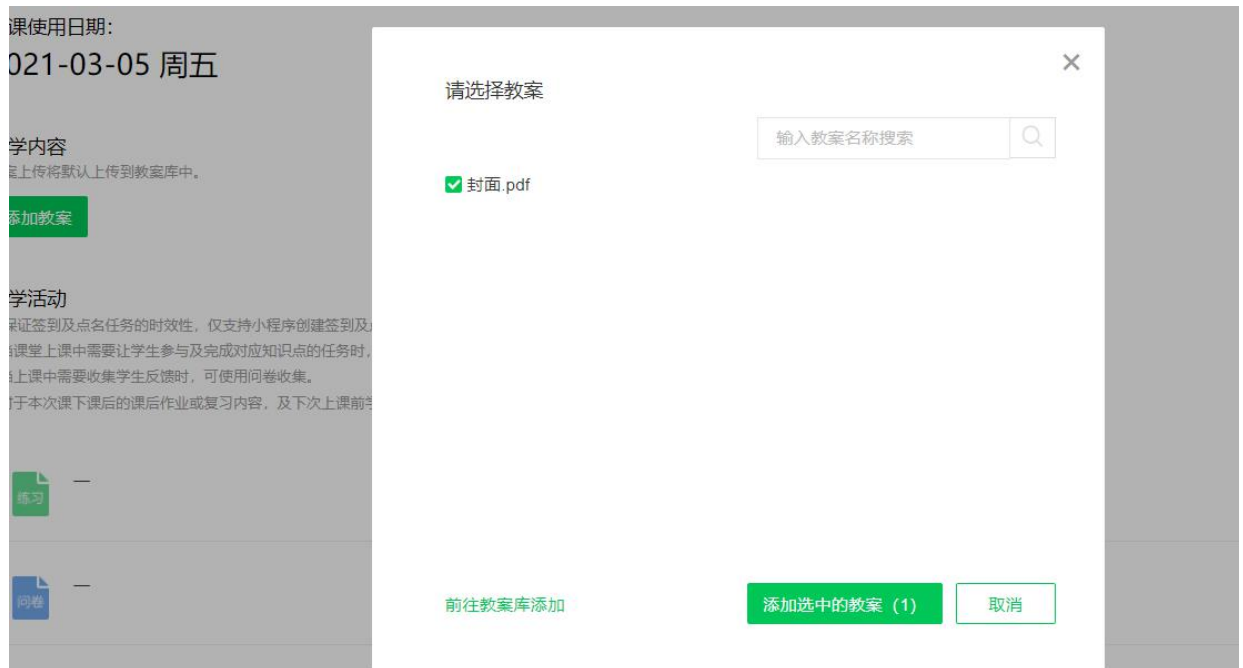 课使用日期:
021-03-05 周五
学内容
案上传将默认上传到教案库中。
添加教案
学活动
保证签到及点名任务的时效性，仅支持小程序创建签到及
课堂上课中需要让学生参与及完成对应知识点的任务时，
上课中需要收集学生反馈时，可使用问卷收集。
于本次课下课后的课后作业或复习内容，及下次上课前
练习
一
问卷
一
请选择教案
输入教案名称搜索
封面.pdf
前往教案库添加
添加选中的教案 (1)
取消